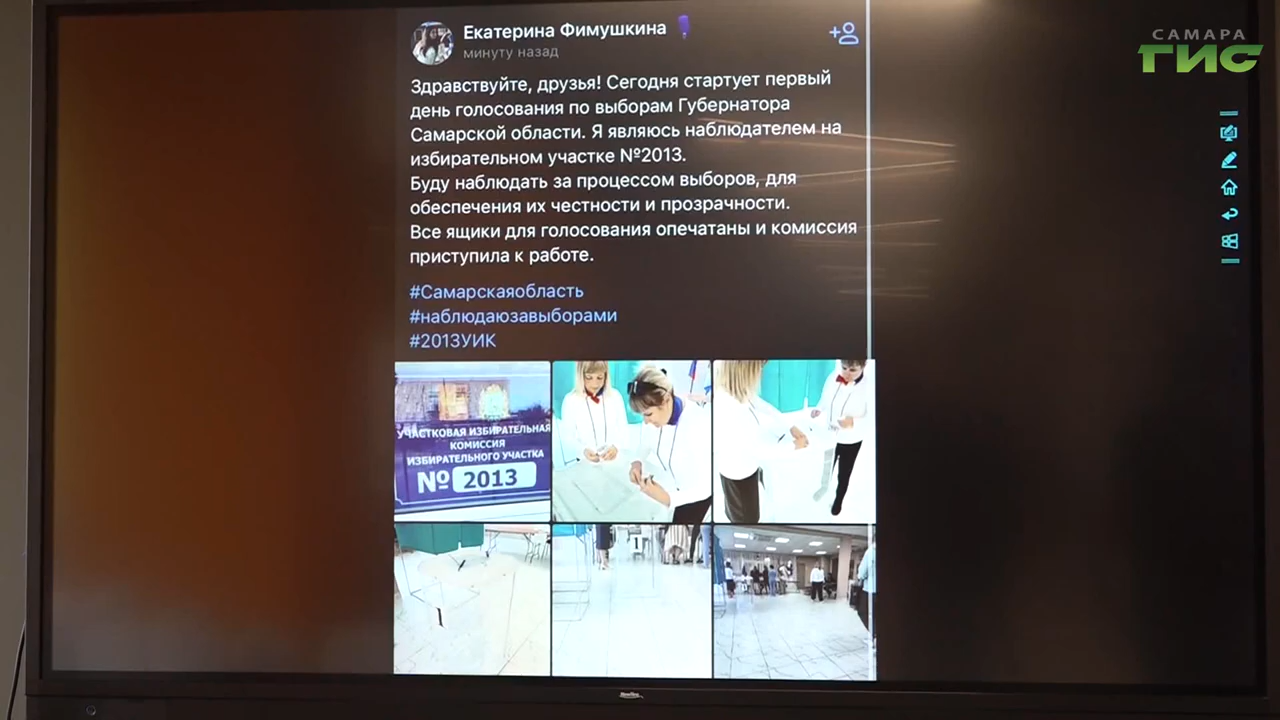 Екатерина Фимушкина
минуту назад
САМАРА
ГИС
Здравствуйте, друзья! Сегодня стартует первый
день голосования по выборам Губернатора
Самарской области. Я являюсь наблюдателем на
избирательном участке №2013.
Буду наблюдать за процессом выборов, для
обеспечения их честности и прозрачности.
Все ящики для голосования опечатаны и комиссия
приступила к работе.
#Самарскаяобласть
#наблюдаюзавыборами
#2013УИК
УЧАСТКОВАЯ ИЗБИРАТЕЛЬНАЯ
КОМИССИЯ
ИЗБИРАТЕЛЬНОГО УЧАСТКА
№ 2013